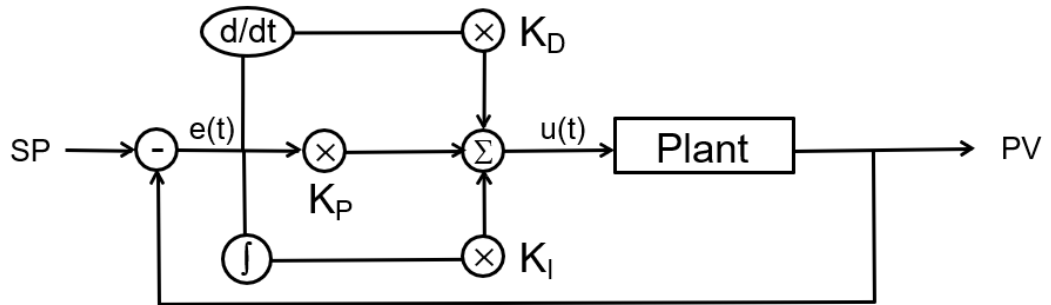 d/dt
×
K_D
SP
-
e(t)
×
K_P
Σ
u(t)
Plant
PV
∫
×
K_I